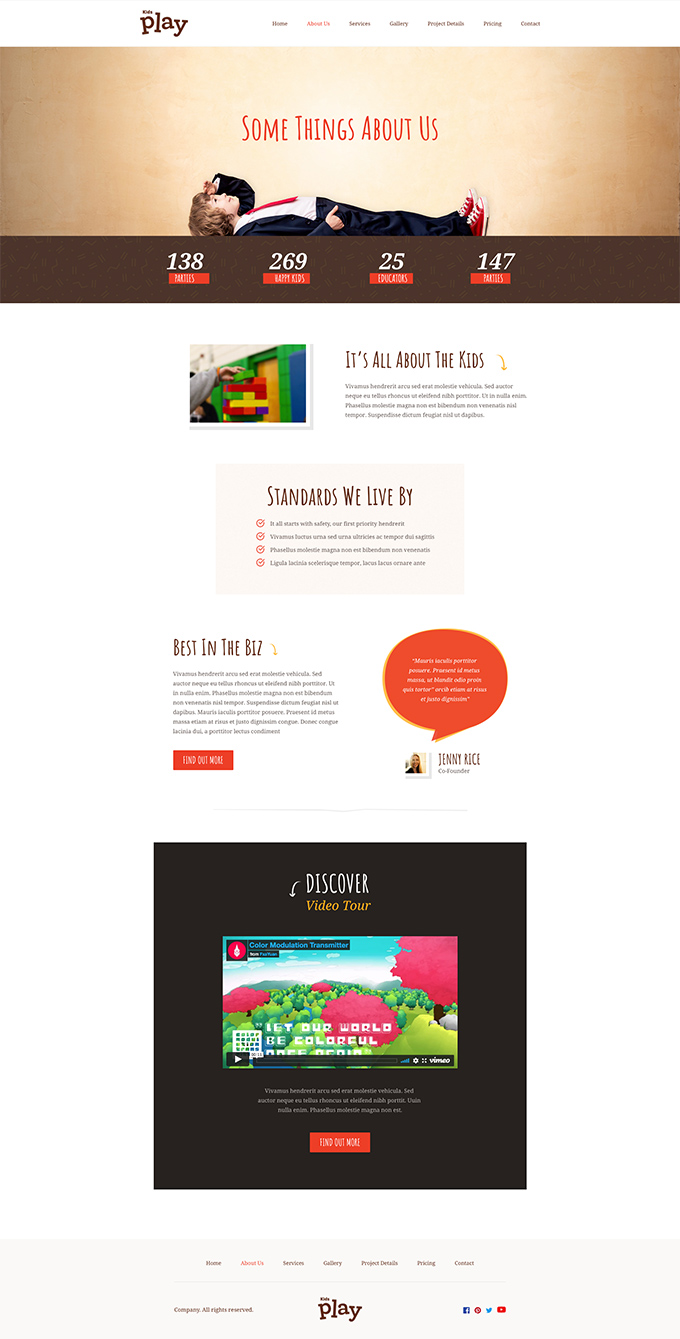 Kids
play
Home About Us Services Gallery Project Details Pricing Contact
Some Things About Us
138 269 25 147
PARTIES HAPPY KIDS EDUCATORS PARTIES
It's All About The Kids
Vivamus hendrerit arcu sed erat molestie vehicula. Sed auctor
neque eu tellus rhoncus ut eleifend nibh porttitor. Ut in nulla enim.
Phasellus molestie magna non est bibendum non venenatis nisl
tempor. Suspendisse dictum feugiat nisl ut dapibus.
Standards We Live By
It all starts with safety, our first priority hendrerit
Vivamus luctus urna sed urna ultricies ac tempor dui sagittis
Phasellus molestie magna non est bibendum non venenatis
Ligula lacinia scelerisque tempor, lacus lacus ornare ante
Best In The Biz
Vivamus hendrerit arcu sed erat molestie vehicula. Sed
auctor neque eu tellus rhoncus ut eleifend nibh porttitor. Ut
in nulla enim. Phasellus molestie magna non est bibendum
non venenatis nisl tempor. Suspendisse dictum feugiat nisl ut
dapibus. Mauris iaculis porttitor posuere. Praesent id metus
massa etiam at risus et justo dignissim congue. Donec congue
lacinia dui, a porttitor lectus condiment
FIND OUT MORE
"Mauris iaculis porttitor
posuere. Praesent id metus
massa, ut blandit odio proin
quis tortor" orcib etiam at risus
et justo dignissim"
JENNY RICE
Co-Founder
DISCOVER
Video Tour
Color Modulation Transmitter
from YaoYuan
"LET OUR WORLD
BE COLORFUL
ONCE AGAIN
00:53
vimeo
Vivamus hendrerit arcu sed erat molestie vehicula. Sed
auctor neque eu tellus rhoncus ut eleifend nibh porttit. Uuin
nulla enim. Phasellus molestie magna non est.
FIND OUT MORE
Home About Us Services Gallery Project Details Pricing Contact
Company. All rights reserved.
Kids
play